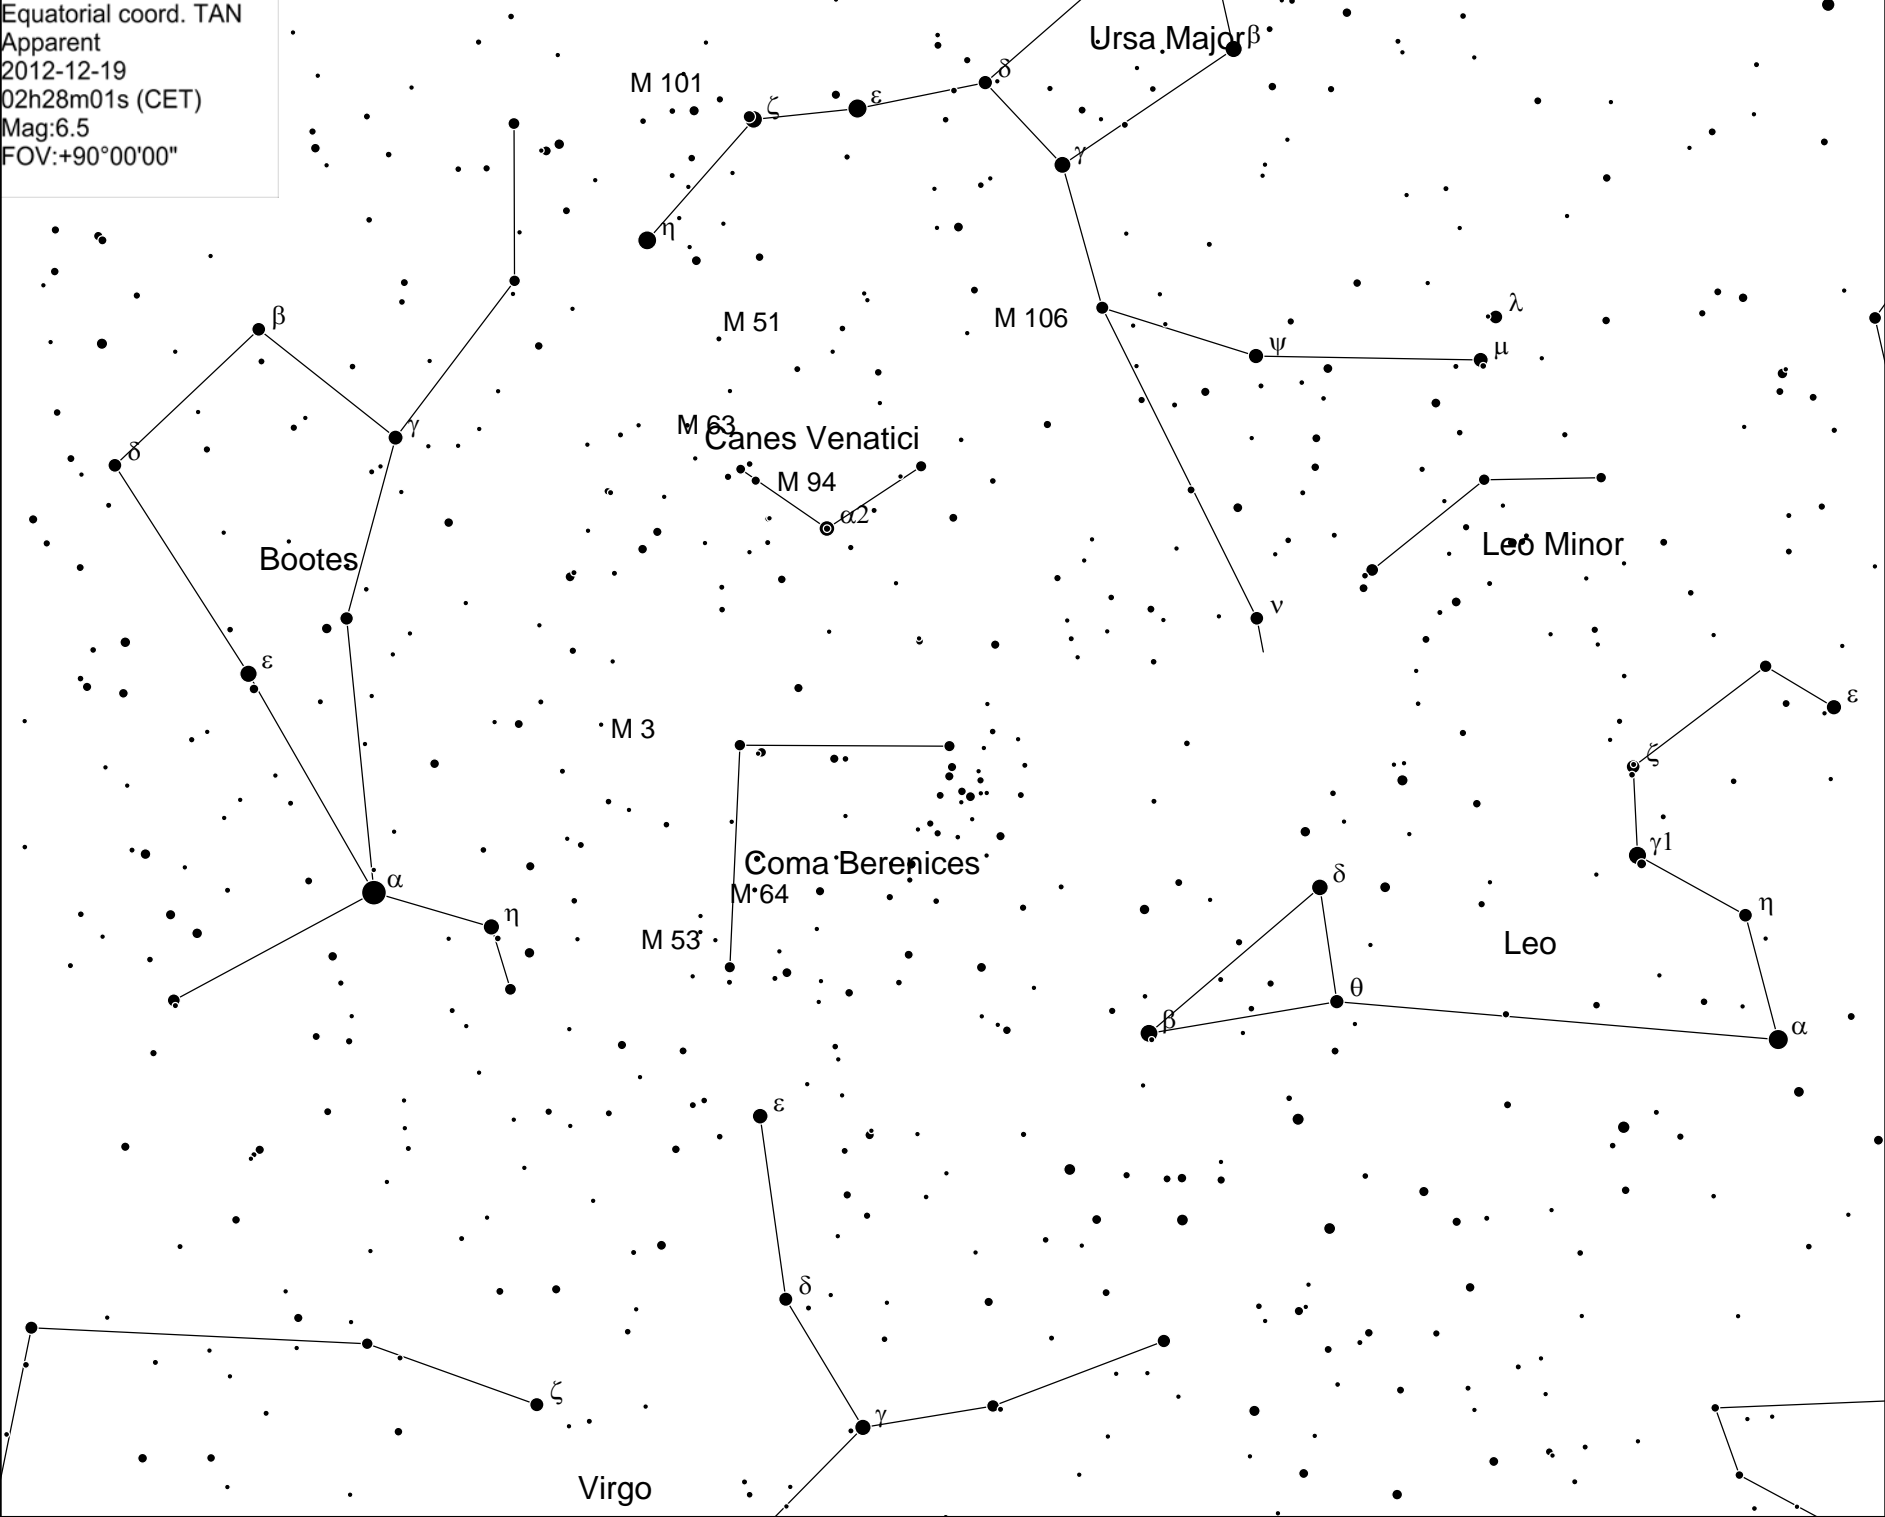 Equatorial coord. TAN
Apparent
2012-12-19
02h28m01s (CET)
Mag:6.5
FOV:+90°00'00"
Ursa Major
β
δ
M 101
ζ
ε
γ
η
λ
M 51
M 106
β
ψ
μ
M 63
Canes Venatici
γ
δ
M 94
α2
Bootes
Leo Minor
ν
ε
ε
M 3
ζ
γ1
Coma Berenices
δ
α
M 64
η
η
M 53
Leo
θ
β
α
ε
δ
ζ
γ
Virgo